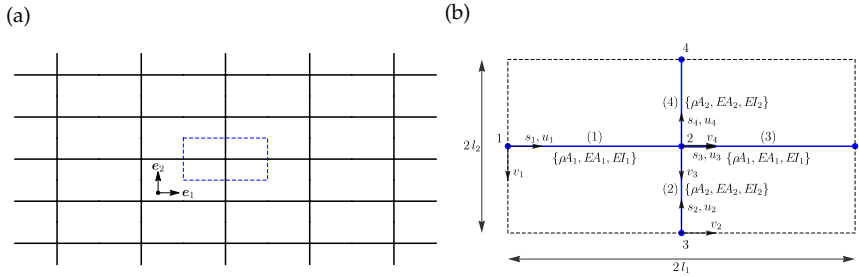 (a)
e₂
e₁
(b)
4
(4) {ρA₂, EA₂, EI₂}
s₄, u₄
2 l₂
1
s₁, u₁
(1)
2
v₄
(3)
s₃, u₃
{ρA₁, EA₁, EI₁}
{ρA₁, EA₁, EI₁}
v₁
v₃
(2)
{ρA₂, EA₂, EI₂}
s₂, u₂
v₂
3
2 l₁